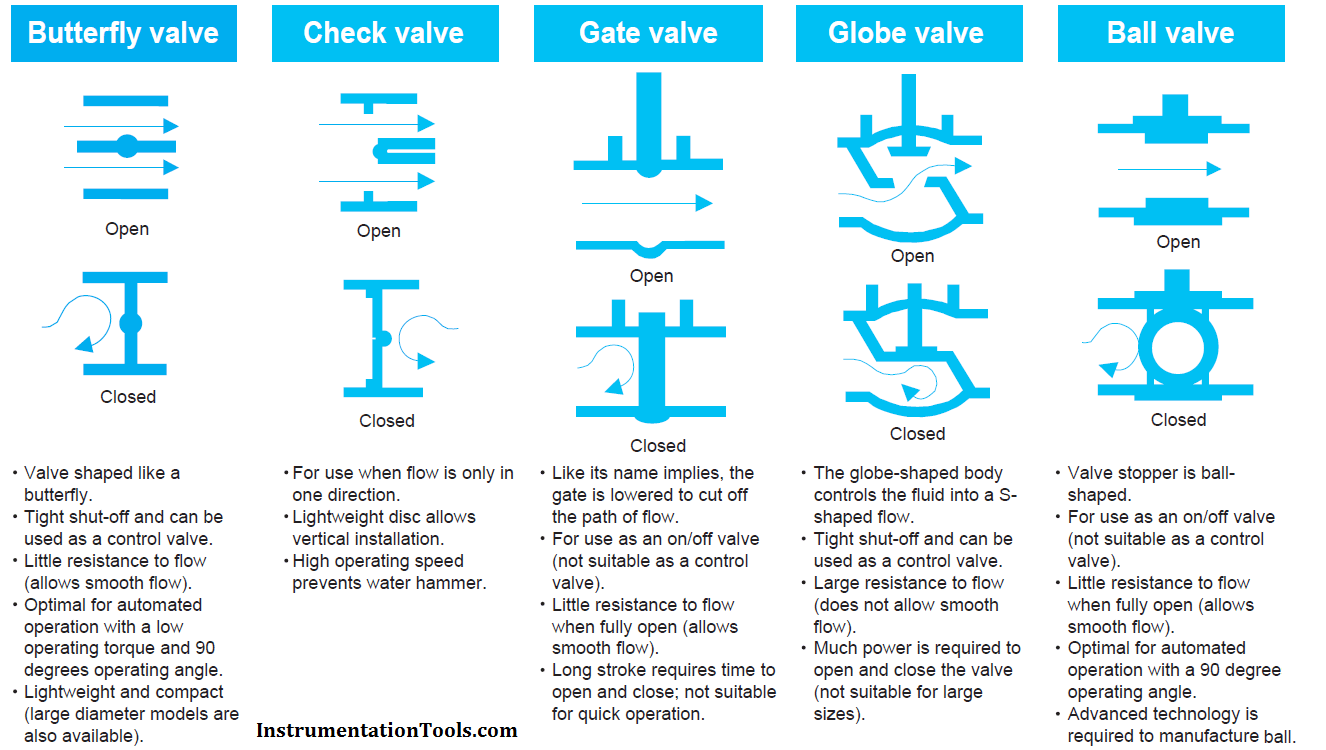 Butterfly valve
Open
Closed
・Valve shaped like a
butterfly.
・Tight shut-off and can be
used as a control valve.
・Little resistance to flow
(allows smooth flow).
・Optimal for automated
operation with a low
operating torque and 90
degrees operating angle.
・Lightweight and compact
(large diameter models are
also available).
Check valve
Open
Closed
・For use when flow is only in
one direction.
・Lightweight disc allows
vertical installation.
・High operating speed
prevents water hammer.
Gate valve
Open
Closed
・Like its name implies, the
gate is lowered to cut off
the path of flow.
・For use as an on/off valve
(not suitable as a control
valve).
・Little resistance to flow
when fully open (allows
smooth flow).
・Long stroke requires time to
open and close; not suitable
for quick operation.
Globe valve
Open
Closed
・The globe-shaped body
controls the fluid into a S-
shaped flow.
・Tight shut-off and can be
used as a control valve.
・Large resistance to flow
(does not allow smooth
flow).
・Much power is required to
open and close the valve
(not suitable for large
sizes).
Ball valve
Open
Closed
・Valve stopper is ball-
shaped.
・For use as an on/off valve
(not suitable as a control
valve).
・Little resistance to flow
when fully open (allows
smooth flow).
・Optimal for automated
operation with a 90 degree
operating angle.
・Advanced technology is
required to manufacture ball.
InstrumentationTools.com